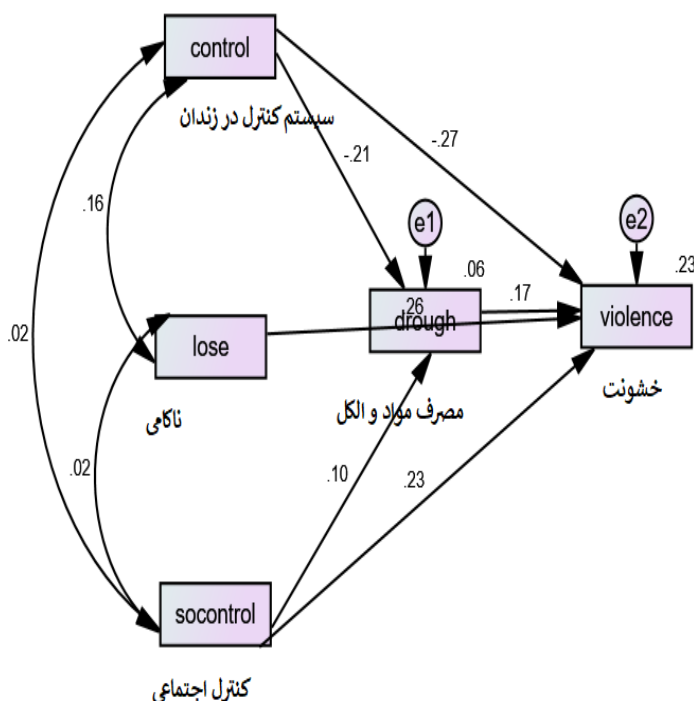 control
سیستم کنترل در زندان
-.21
-.27
.16
e1
e2
.06
.23
.26
.17
drough
violence
lose
.02
ناکامی
مصرف مواد و الکل
خشونت
.02
.10
.23
socontrol
کنترل اجتماعی